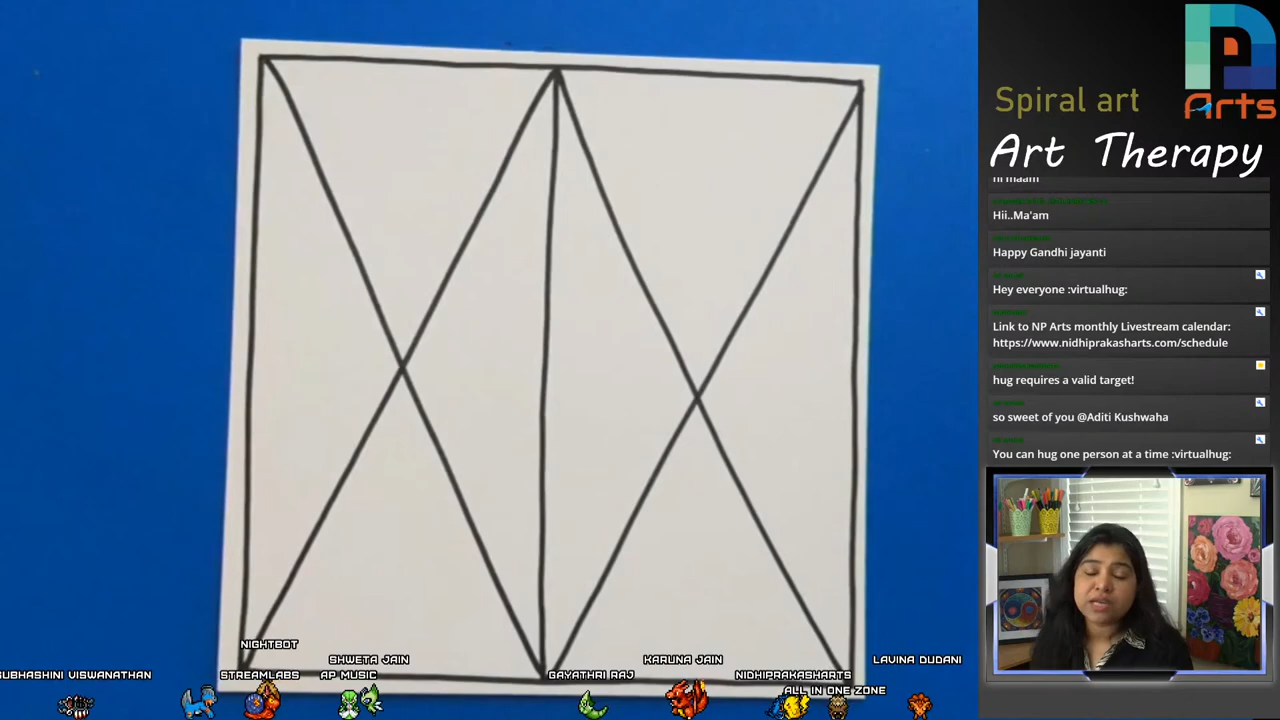 Spiral art
Arts
Art Therapy
hi maam
Hii..Ma'am
Happy Gandhi jayanti
Hey everyone :virtualhug:
Link to NP Arts monthly Livestream calendar:
https://www.nidhiprakasharts.com/schedule
hug requires a valid target!
so sweet of you @Aditi Kushwaha
You can hug one person at a time :virtualhug:
NIGHTBOT
SHWETA JAIN
KARUNA JAIN
LAVINA DUDANI
SUBHASHINI VISWANATHAN
STREAMLABS
AP MUSIC
GAYATHRI RAJ
NIDHIPRAKASHARTS
ALL IN ONE ZONE